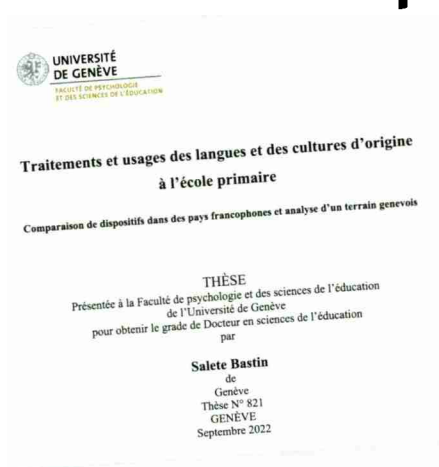 UNIVERSITÉ
DE GENÈVE
FACULTÉ DE PSYCHOLOGIE
ET DES SCIENCES DE L'ÉDUCATION
Traitements et usages des langues et des cultures d'origine
à l'école primaire
Comparaison de dispositifs dans des pays francophones et analyse d'un terrain genevois
THÈSE
Présentée à la Faculté de psychologie et des sciences de l'éducation
de l'Université de Genève
pour obtenir le grade de Docteur en sciences de l'éducation
par
Salete Bastin
de
Genève
Thèse N° 821
GENÈVE
Septembre 2022